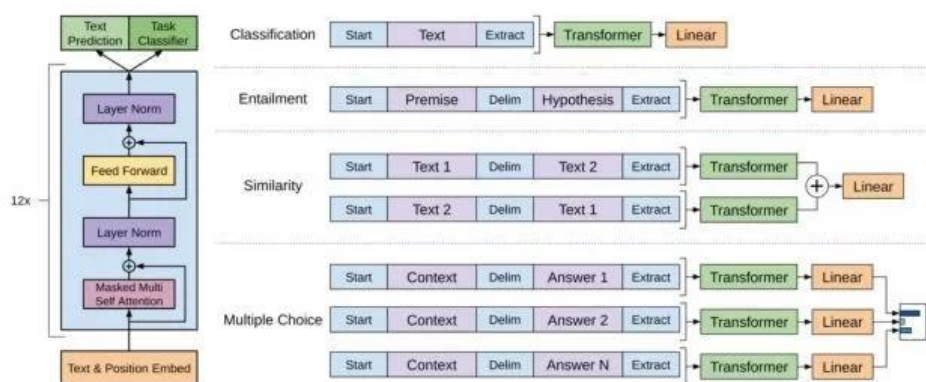 Text
Prediction
Task
Classifier
12x
Layer Norm
Feed Forward
Layer Norm
Masked Multi
Self Attention
Text & Position Embed
Classification
Start Text Extract Transformer Linear
Entailment
Start Premise Delim Hypothesis Extract Transformer Linear
Similarity
Start Text 1 Delim Text 2 Extract Transformer
Start Text 2 Delim Text 1 Extract Transformer
Linear
Multiple Choice
Start Context Delim Answer 1 Extract Transformer Linear
Start Context Delim Answer 2 Extract Transformer Linear
Start Context Delim Answer N Extract Transformer Linear